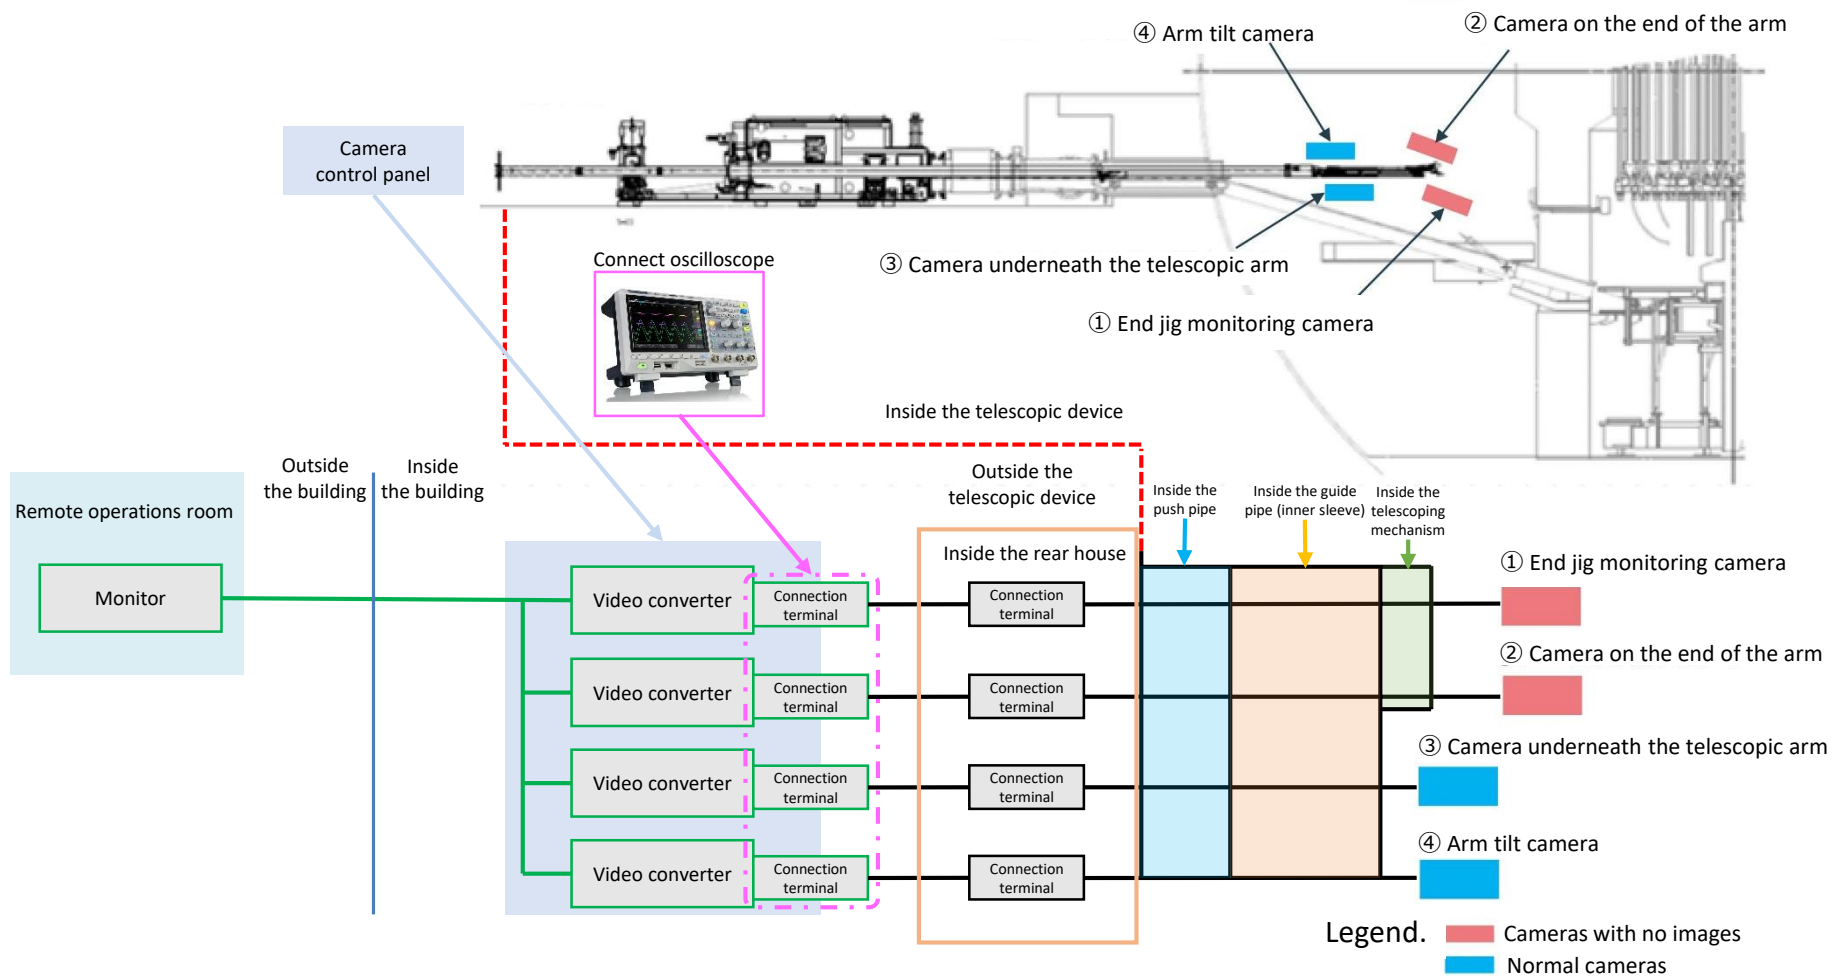 ④ Arm tilt camera
② Camera on the end of the arm
Camera
control panel
Connect oscilloscope
③ Camera underneath the telescopic arm
① End jig monitoring camera
Inside the telescopic device
Outside
the building
Inside
the building
Outside the
telescopic device
Inside the
push pipe
Inside the guide
pipe (inner sleeve)
Inside the
telescoping
mechanism
Remote operations room
Monitor
Inside the rear house
Video converter
Connection
terminal
Connection
terminal
① End jig monitoring camera
Video converter
Connection
terminal
Connection
terminal
② Camera on the end of the arm
Video converter
Connection
terminal
Connection
terminal
③ Camera underneath the telescopic arm
Video converter
Connection
terminal
Connection
terminal
④ Arm tilt camera
Legend.
Cameras with no images
Normal cameras